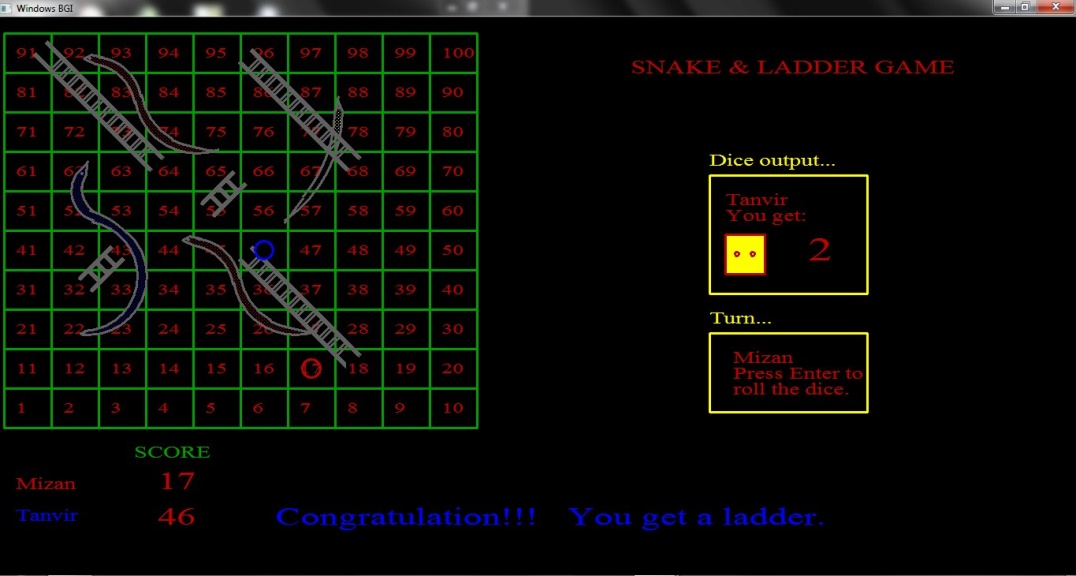 Windows BGI
91 92 93 94 95 96 97 98 99 100
81 83 84 85 87 88 89 90
71 72 74 75 76 78 79 80
61 63 64 65 66 67 68 69 70
51 53 54 56 57 58 59 60
41 42 43 44 47 48 49 50
31 32 33 34 35 36 37 38 39 40
21 22 23 24 25 26 28 29 30
11 12 13 14 15 16 18 19 20
1 2 3 4 5 6 7 8 9 10
SCORE
Mizan 17
Tanvir 46
SNAKE & LADDER GAME
Dice output...
Tanvir
You get:
2
Turn...
Mizan
Press Enter to
roll the dice.
Congratulation!!! You get a ladder.